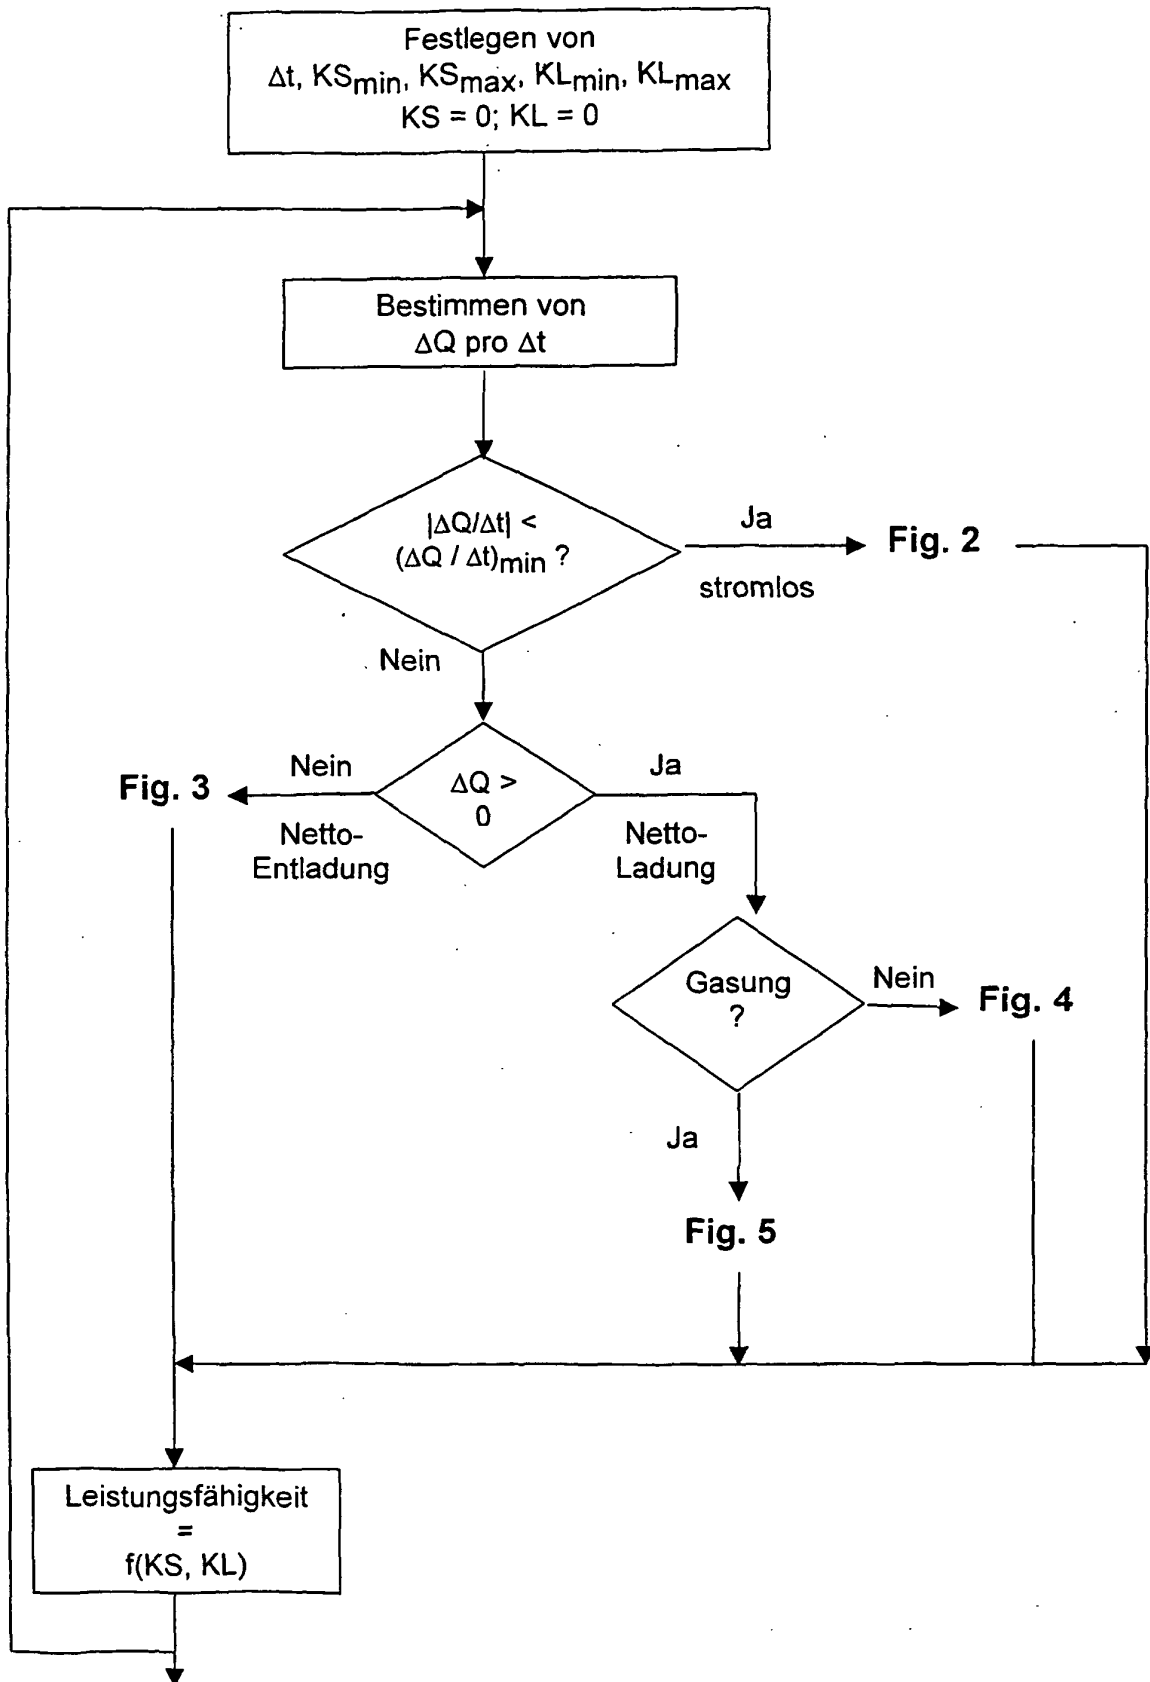 Festlegen von
Δt, KSmin, KSmax, KLmin, KLmax
KS = 0; KL = 0
Bestimmen von
ΔQ pro Δt
|ΔQ/Δt| <
(ΔQ / Δt)min ?
Ja
stromlos
Fig. 2
Nein
ΔQ >
0
Nein
Netto-
Entladung
Fig. 3
Ja
Netto-
Ladung
Gasung
?
Nein
Fig. 4
Ja
Fig. 5
Leistungsfähigkeit
=
f(KS, KL)